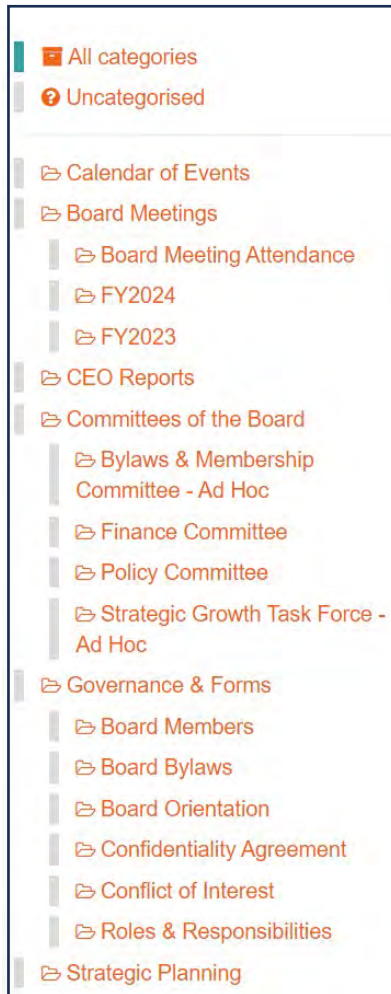 All categories
Uncategorised
Calendar of Events
Board Meetings
Board Meeting Attendance
FY2024
FY2023
CEO Reports
Committees of the Board
Bylaws & Membership
Committee - Ad Hoc
Finance Committee
Policy Committee
Strategic Growth Task Force -
Ad Hoc
Governance & Forms
Board Members
Board Bylaws
Board Orientation
Confidentiality Agreement
Conflict of Interest
Roles & Responsibilities
Strategic Planning